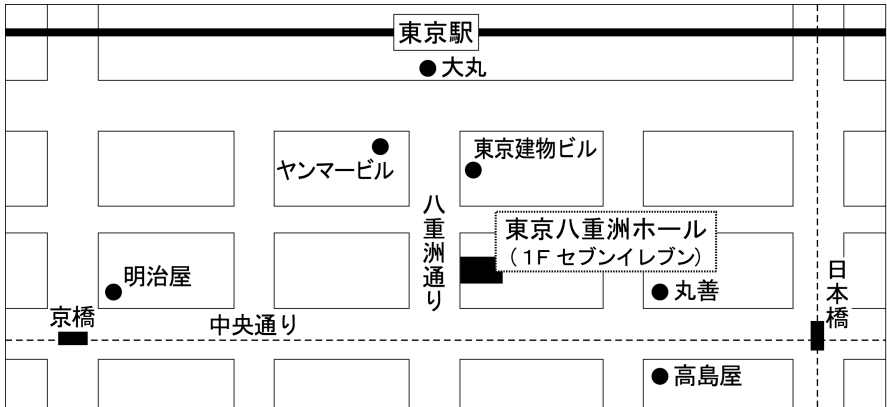 東京駅
大丸
ヤンマービル
東京建物ビル
八重洲通り
東京八重洲ホール
（1F セブンイレブン）
明治屋
丸善
日本橋
京橋
中央通り
高島屋